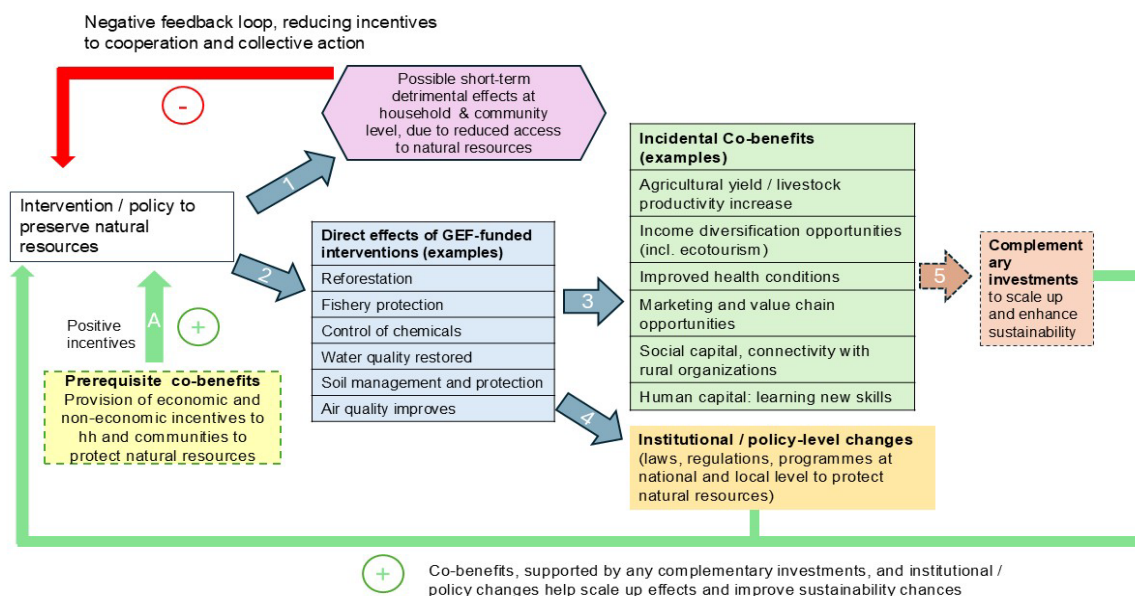 Negative feedback loop, reducing incentives
to cooperation and collective action
-
Possible short-term
detrimental effects at
household & community
level, due to reduced access
to natural resources
1
Intervention / policy to
preserve natural
resources
2
Direct effects of GEF-funded
interventions (examples)
Reforestation
Fishery protection
Control of chemicals
Water quality restored
Soil management and protection
Air quality improves
3
4
Incidental Co-benefits
(examples)
Agricultural yield / livestock
productivity increase
Income diversification opportunities
(incl. ecotourism)
Improved health conditions
Marketing and value chain
opportunities
Social capital, connectivity with
rural organizations
Human capital: learning new skills
5
Complement
ary
investments
to scale up
and enhance
sustainability
Institutional / policy-level changes
(laws, regulations, programmes at
national and local level to protect
natural resources)
A
+
Positive
incentives
Prerequisite co-benefits
Provision of economic and
non-economic incentives to
hh and communities to
protect natural resources
+
Co-benefits, supported by any complementary investments, and institutional /
policy changes help scale up effects and improve sustainability chances